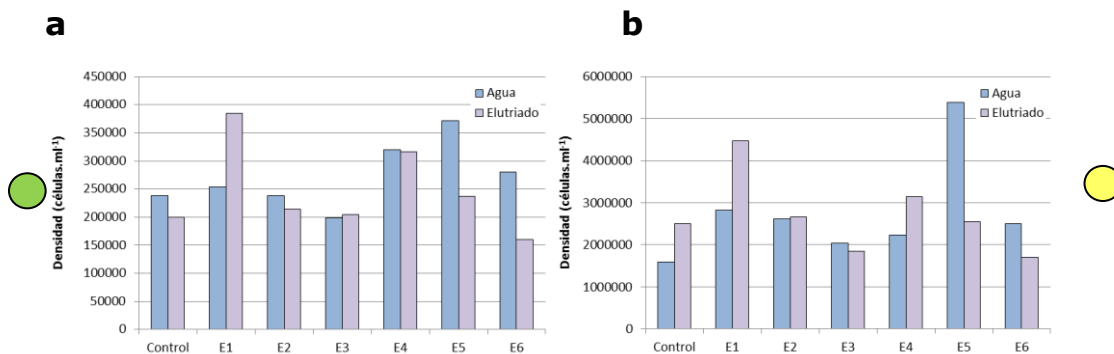 a
450000
400000
350000
300000
250000
200000
150000
100000
50000
0
Densidad (células.ml⁻¹)
Agua
Elutriado
Control E1 E2 E3 E4 E5 E6
b
6000000
5000000
4000000
3000000
2000000
1000000
0
Densidad (células.ml⁻¹)
Agua
Elutriado
Control E1 E2 E3 E4 E5 E6